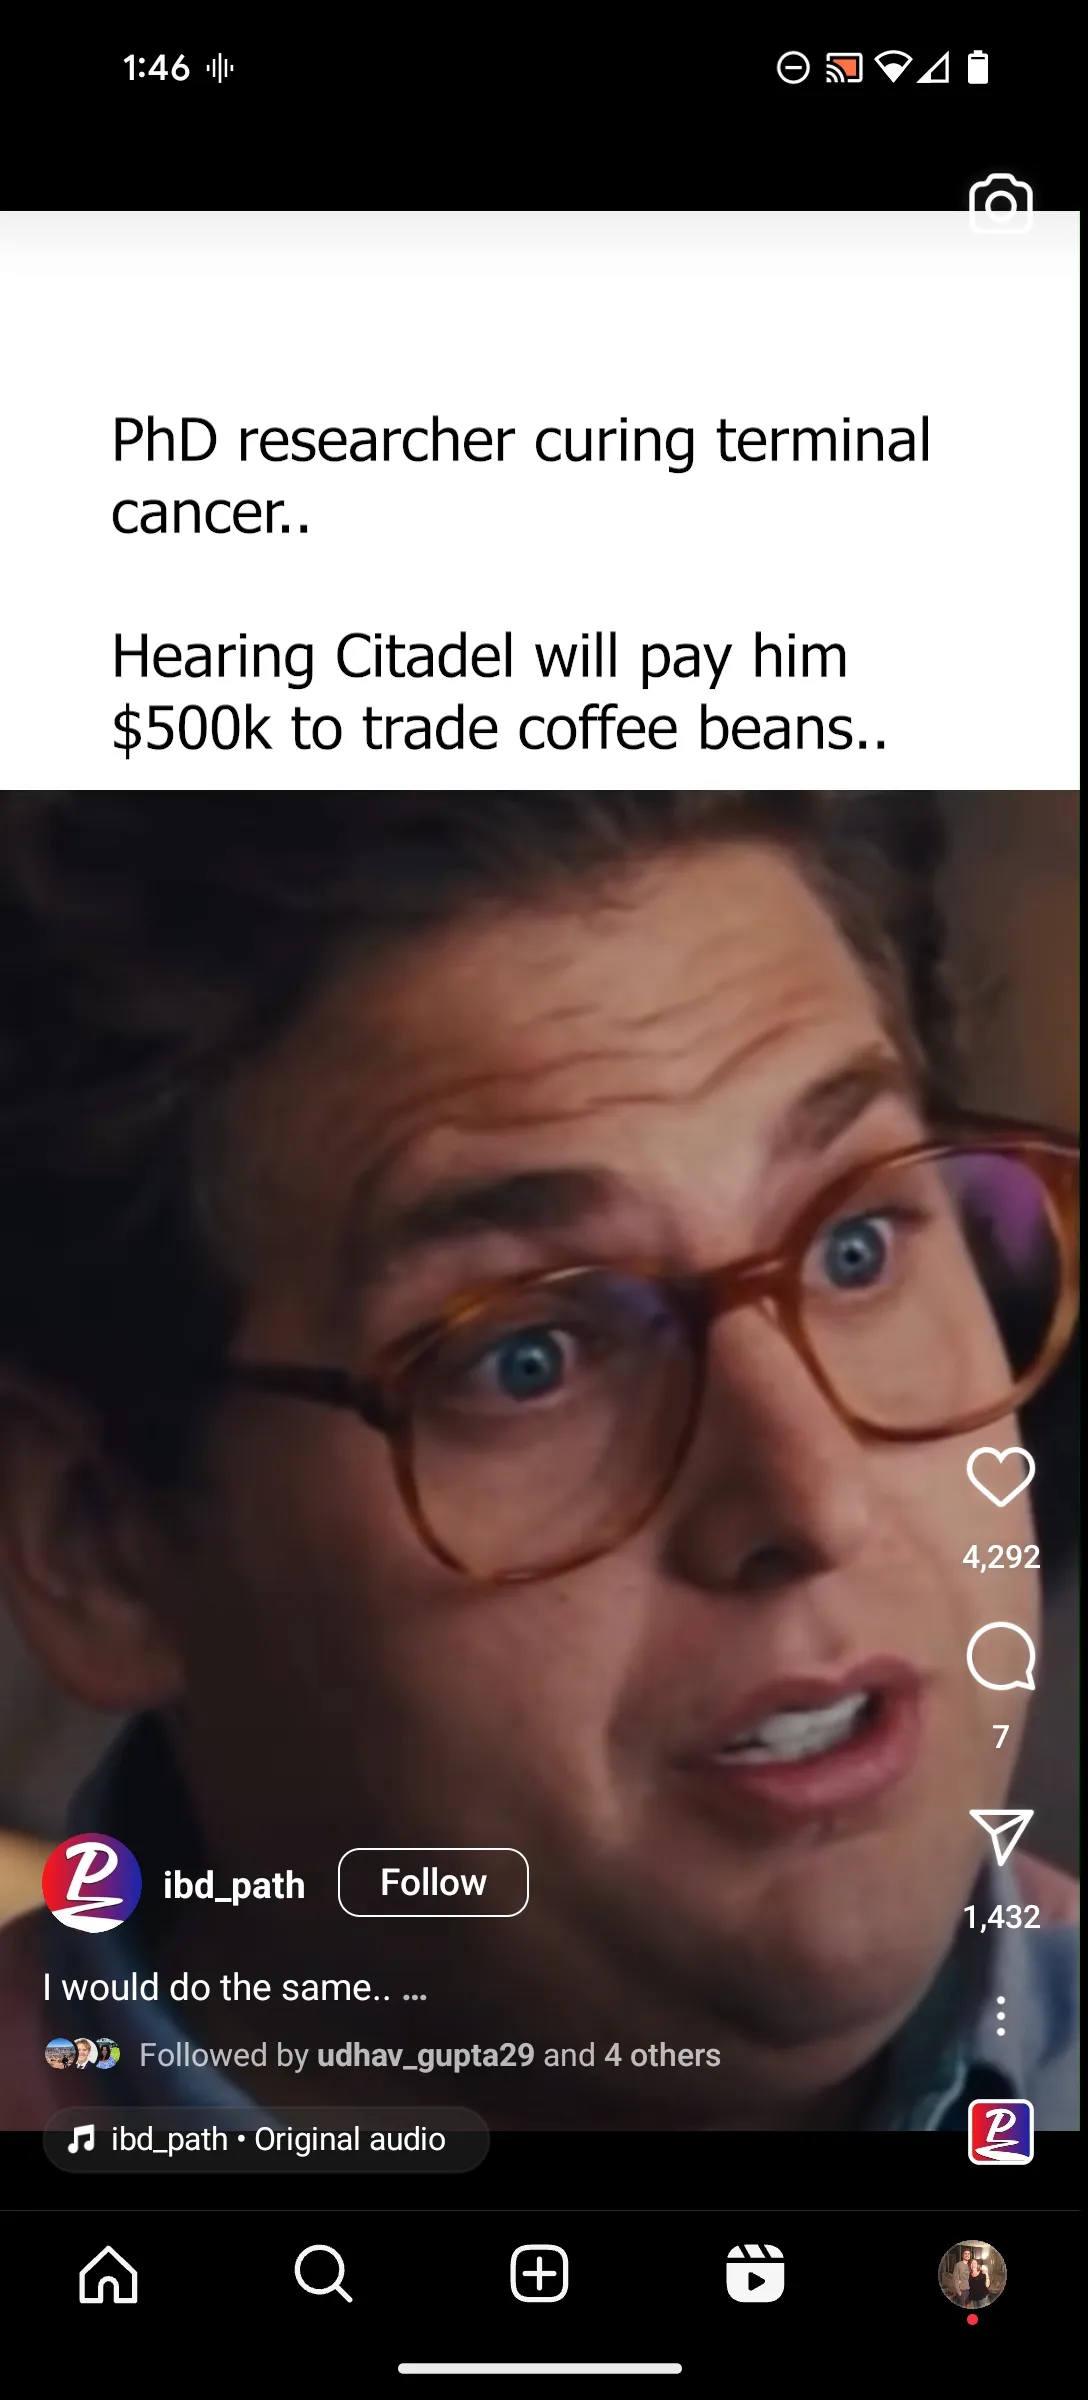 1:46
PhD researcher curing terminal
cancer..
Hearing Citadel will pay him
$500k to trade coffee beans..
4,292
7
1,432
P
ibd_path
Follow
I would do the same.. ...
Followed by udhav_gupta29 and 4 others
ibd_path • Original audio
P